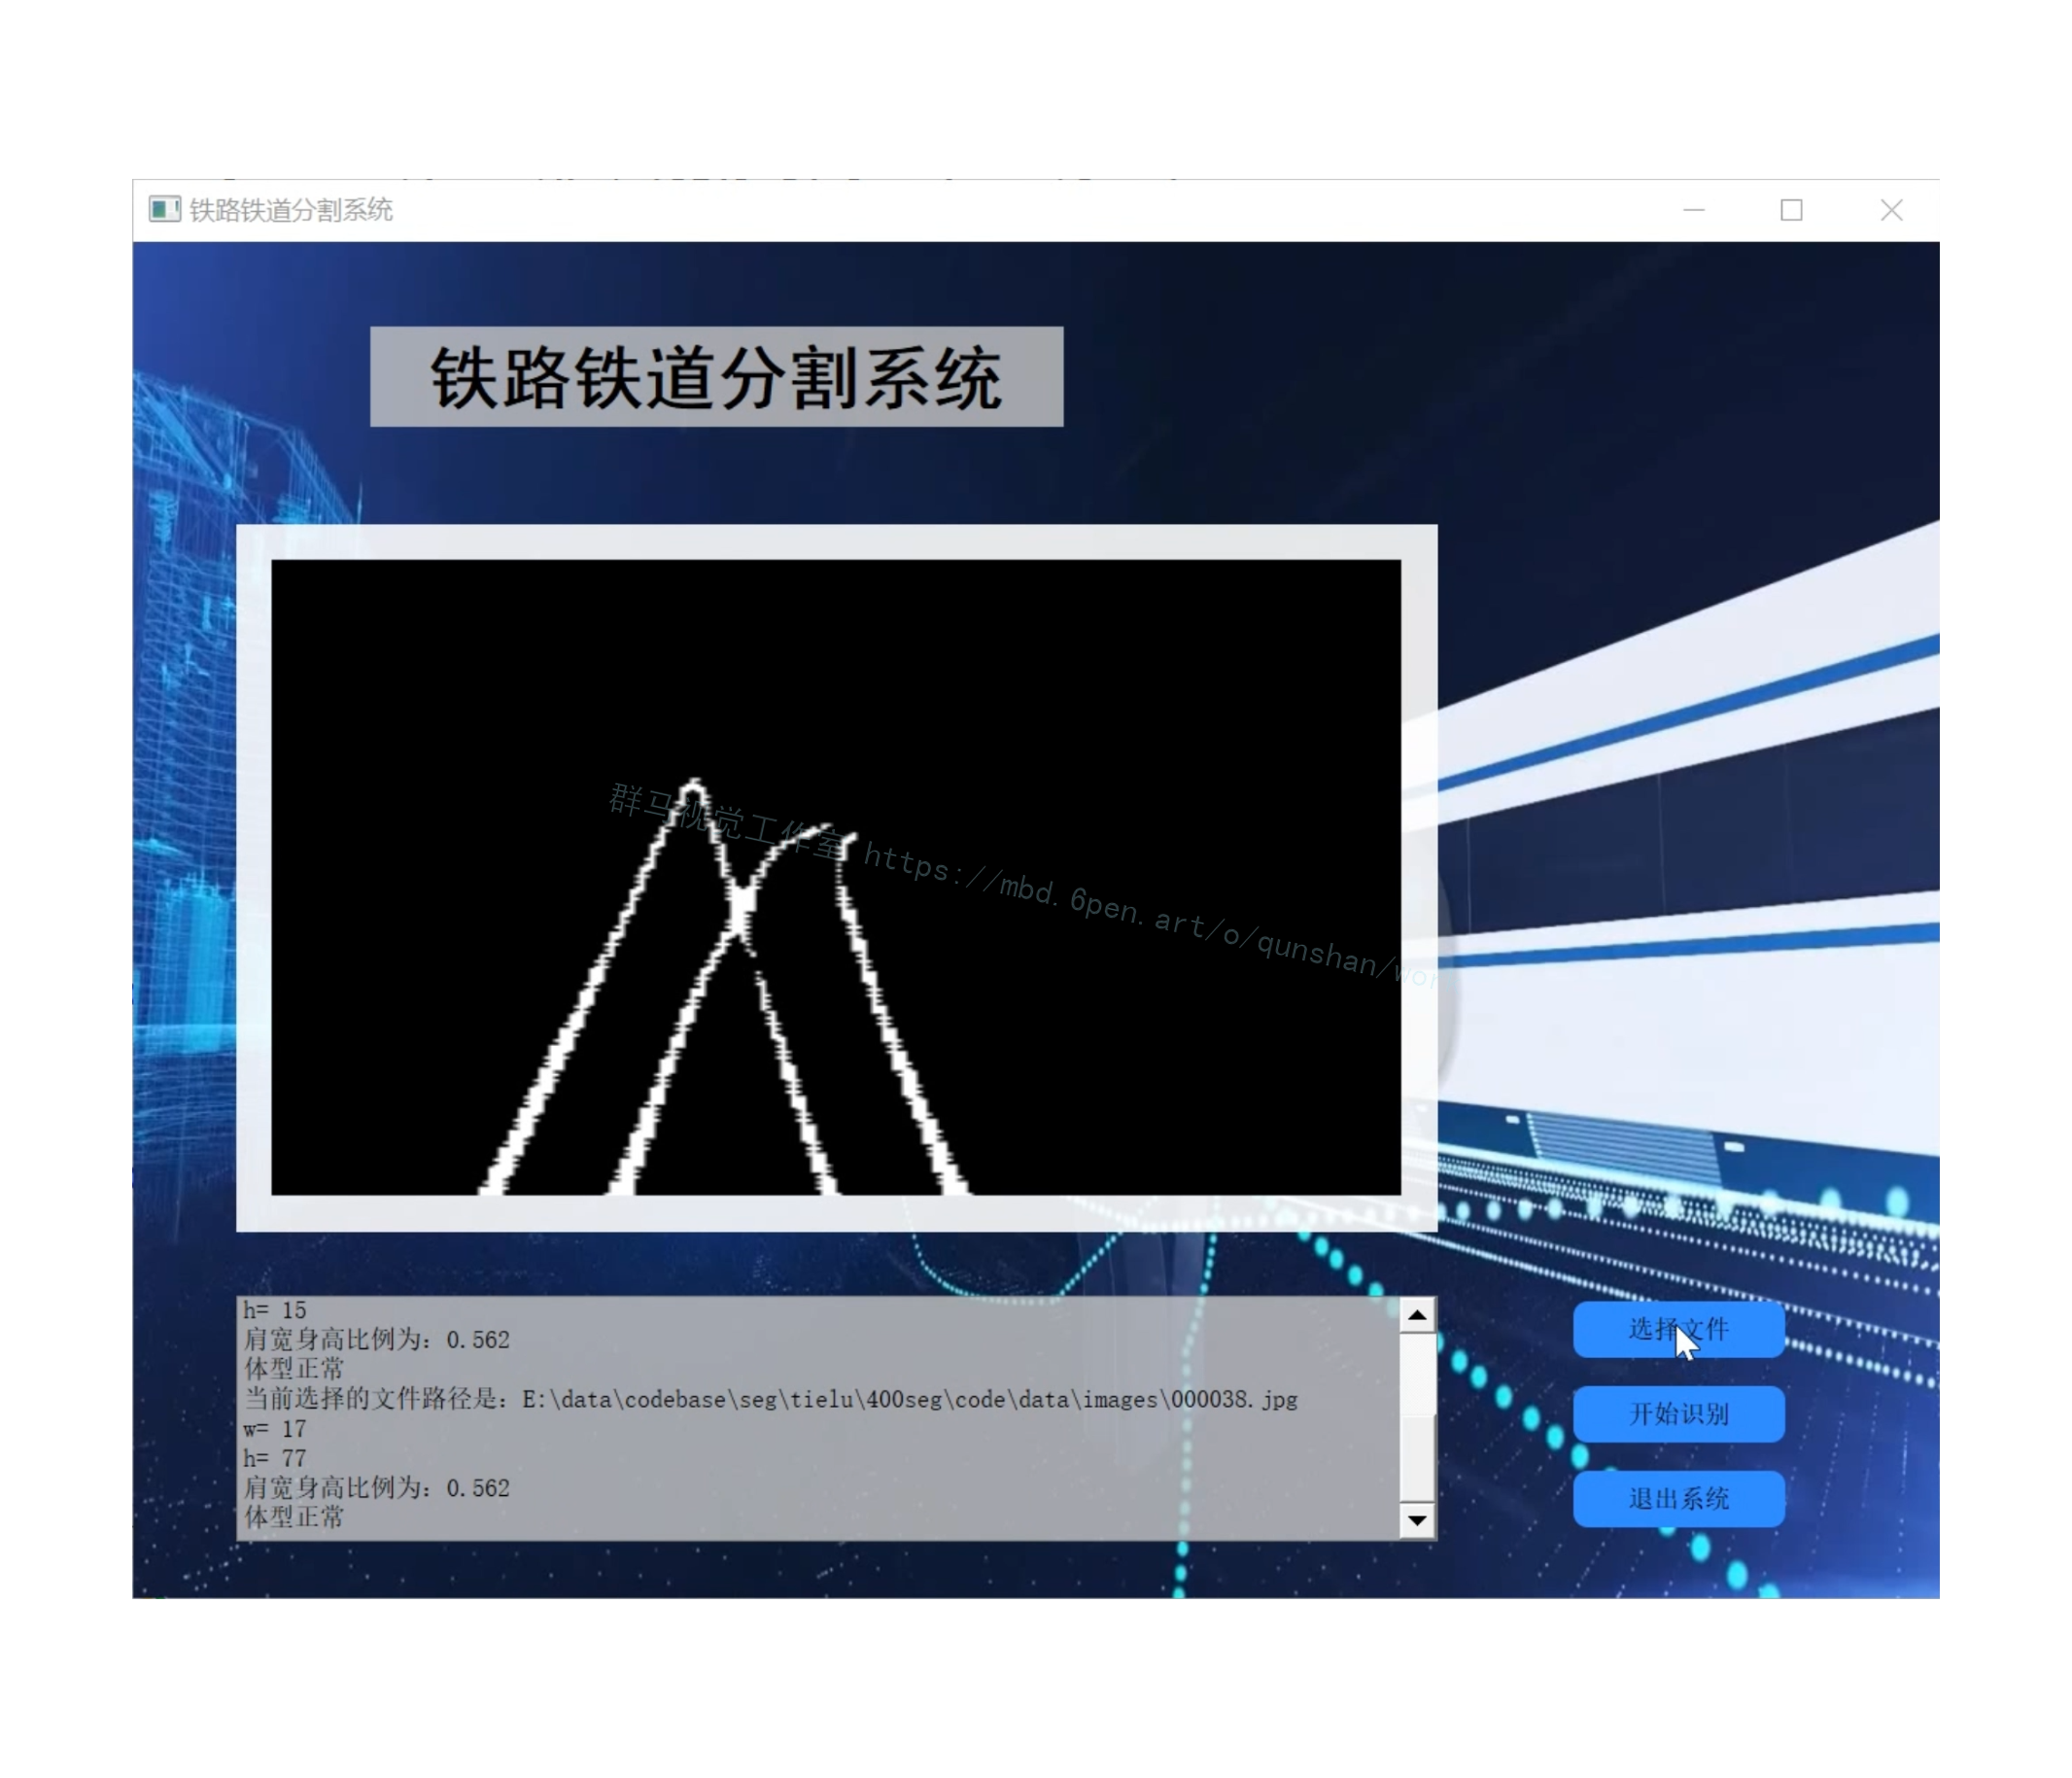 铁路铁道分割系统
铁路铁道分割系统
群马视觉工作室 https://mbd.6pen.art/o/qunshan/wor
h= 15
肩宽身高比例为：0.562
体型正常
当前选择的文件路径是：E:\data\codebase\seg\tielu\400seg\code\data\images\000038.jpg
w= 17
h= 77
肩宽身高比例为：0.562
体型正常
选择文件
开始识别
退出系统